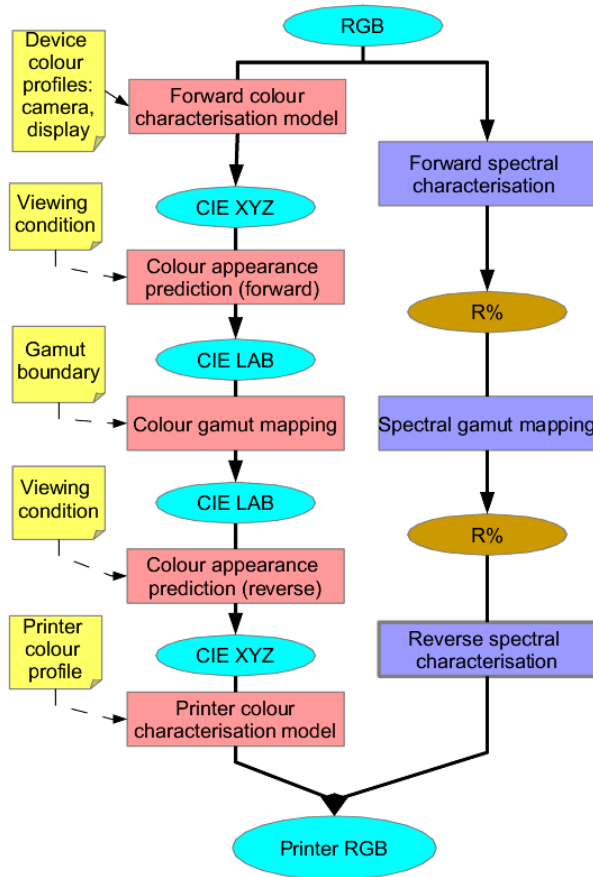 RGB
Device
colour
profiles:
camera,
display
Forward colour
characterisation model
Forward spectral
characterisation
Viewing
condition
CIE XYZ
Colour appearance
prediction (forward)
R%
Gamut
boundary
CIE LAB
Colour gamut mapping
Spectral gamut mapping
Viewing
condition
CIE LAB
R%
Colour appearance
prediction (reverse)
Printer
colour
profile
CIE XYZ
Reverse spectral
characterisation
Printer colour
characterisation model
Printer RGB